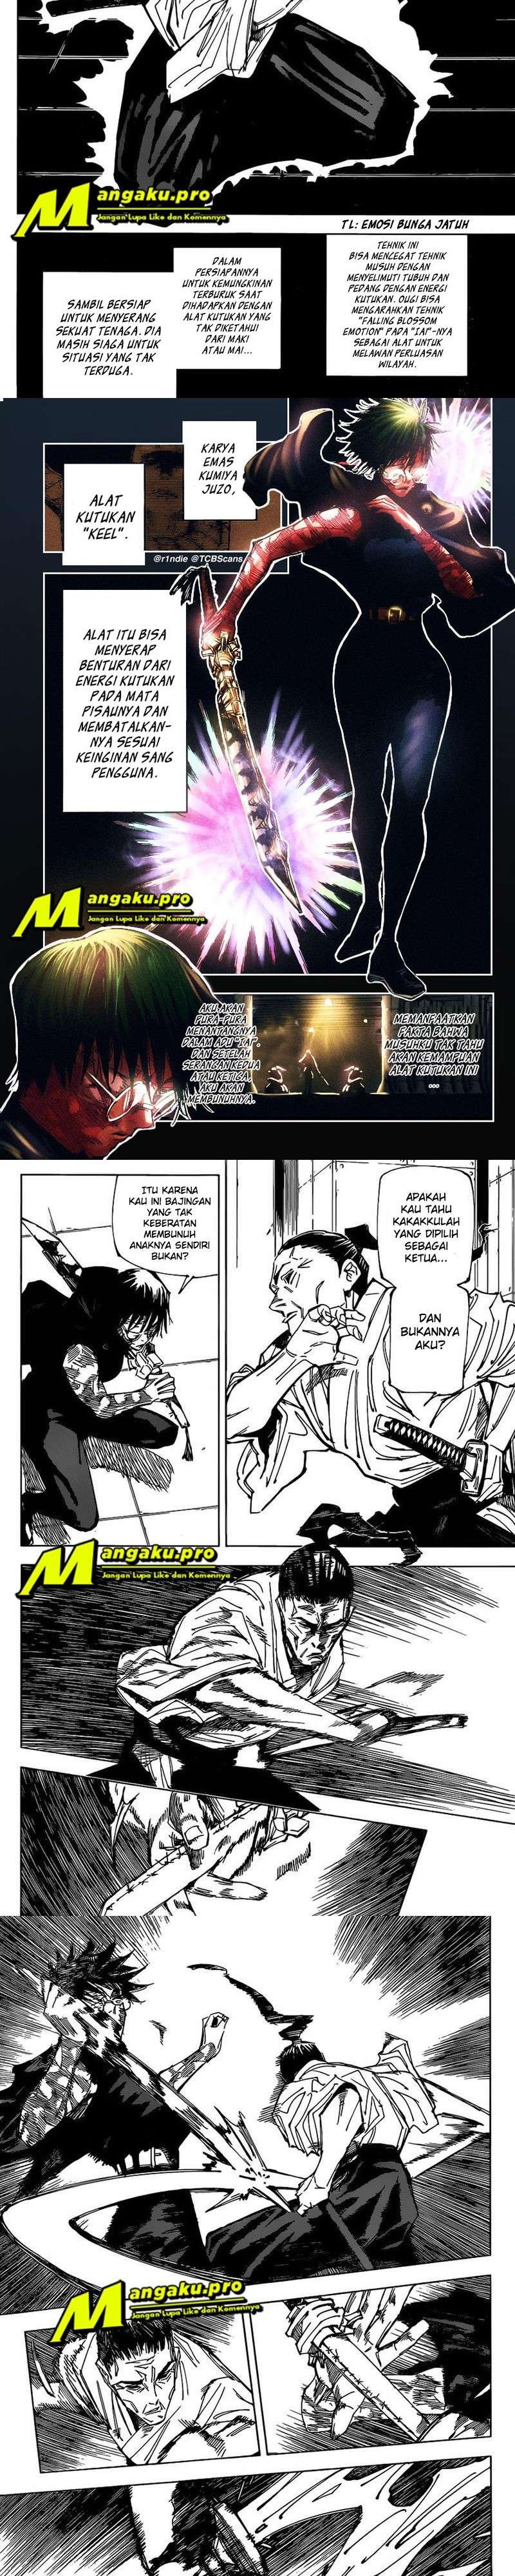 mangaku.pro
Jangan Lupa Like dan Komennya
TL: EMOSI BUNGA JATUH
TEHNIK INI
BISA MENCEGAT TEHNIK
MUSUH DENGAN
MENYELIMUTI TUBUH DAN
PEDANG DENGAN ENERGI
KUTUKAN. OUGI BISA
MENGARAHKAN TEHNIK
"FALLING BLOSSOM
EMOTION" PADA "IAI"-NYA
SEBAGAI ALAT UNTUK
MELAWAN PERLUASAN
WILAYAH.
DALAM
PERSIAPANNYA
UNTUK KEMUNGKINAN
TERBURUK SAAT
DIHADAPKAN DENGAN
ALAT KUTUKAN YANG
TAK DIKETAHUI
DARI MAKI
ATAU MAI...
SAMBIL BERSIAP
UNTUK MENYERANG
SEKUAT TENAGA. DIA
MASIH SIAGA UNTUK
SITUASI YANG TAK
TERDUGA.
KARYA
EMAS
KUMIYA
JUZO,
ALAT
KUTUKAN
"KEEL".
@r1ndie @TCBScans
ALAT ITU BISA
MENYERAP
BENTURAN DARI
ENERGI KUTUKAN
PADA MATA
PISAUNYA DAN
MEMBATALKAN-
NYA SESUAI
KEINGINAN SANG
PENGGUNA.
mangaku.pro
Jangan Lupa Like dan Komennya
MEMANFAATKAN
FAKTA BAHWA
MUSUHKU TAK TAHU
AKAN KEMAMPUAN
ALAT KUTUKAN INI
...
AKU AKAN
PURA-PURA
MENANTANGNYA
DALAM ADU "IAI".
DAN SETELAH
SERANGAN KEDUA
ATAU KETIGA,
AKU AKAN
MEMBUNUHNYA.
APAKAH
KAU TAHU
KAKAKKULAH
YANG DIPILIH
SEBAGAI
KETUA...
DAN
BUKANNYA
AKU?
ITU KARENA
KAU INI BAJINGAN
YANG TAK
KEBERATAN
MEMBUNUH
ANAKNYA SENDIRI
BUKAN?
mangaku.pro
Jangan Lupa Like dan Komennya
mangaku.pro
Jangan Lupa Like dan Komennya